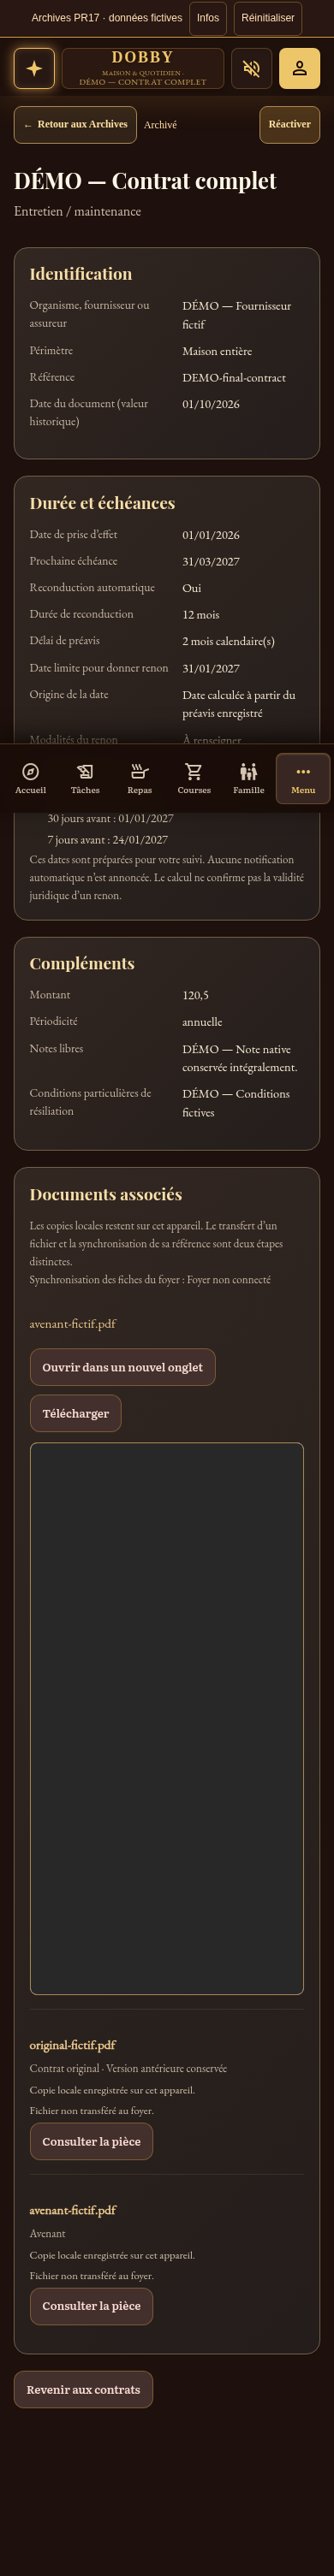 Archives PR17 · données fictives
Infos
Réinitialiser
DOBBY
MAISON & QUOTIDIEN ·
DÉMO — CONTRAT COMPLET
← Retour aux Archives
Archivé
Réactiver
DÉMO — Contrat complet
Entretien / maintenance
Identification
Organisme, fournisseur ou assureur
DÉMO — Fournisseur fictif
Périmètre
Maison entière
Référence
DEMO-final-contract
Date du document (valeur historique)
01/10/2026
Durée et échéances
Date de prise d’effet
01/01/2026
Prochaine échéance
31/03/2027
Reconduction automatique
Oui
Durée de reconduction
12 mois
Délai de préavis
2 mois calendaire(s)
Date limite pour donner renon
31/01/2027
Origine de la date
Date calculée à partir du préavis enregistré
Modalités du renon
À renseigner
Accueil
Tâches
Repas
Courses
Famille
Menu
30 jours avant : 01/01/2027
7 jours avant : 24/01/2027
Ces dates sont préparées pour votre suivi. Aucune notification
automatique n’est annoncée. Le calcul ne confirme pas la validité
juridique d’un renon.
Compléments
Montant
120,5
Périodicité
annuelle
Notes libres
DÉMO — Note native conservée intégralement.
Conditions particulières de résiliation
DÉMO — Conditions fictives
Documents associés
Les copies locales restent sur cet appareil. Le transfert d’un
fichier et la synchronisation de sa référence sont deux étapes
distinctes.
Synchronisation des fiches du foyer : Foyer non connecté
avenant-fictif.pdf
Ouvrir dans un nouvel onglet
Télécharger
original-fictif.pdf
Contrat original · Version antérieure conservée
Copie locale enregistrée sur cet appareil.
Fichier non transféré au foyer.
Consulter la pièce
avenant-fictif.pdf
Avenant
Copie locale enregistrée sur cet appareil.
Fichier non transféré au foyer.
Consulter la pièce
Revenir aux contrats